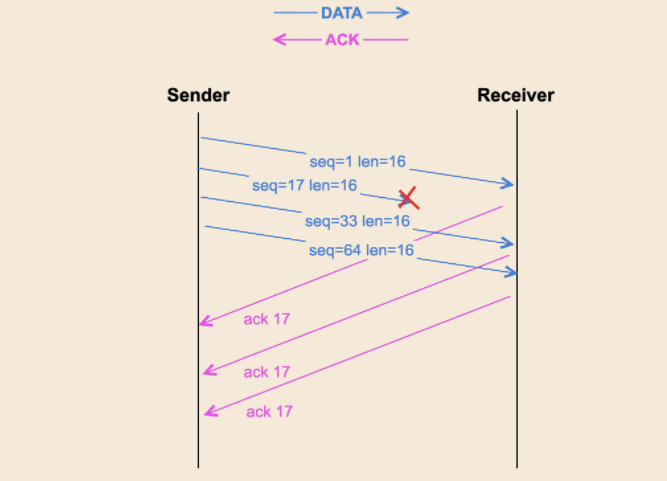 DATA
ACK
Sender
Receiver
seq=1 len=16
seq=17 len=16
seq=33 len=16
seq=64 len=16
ack 17
ack 17
ack 17